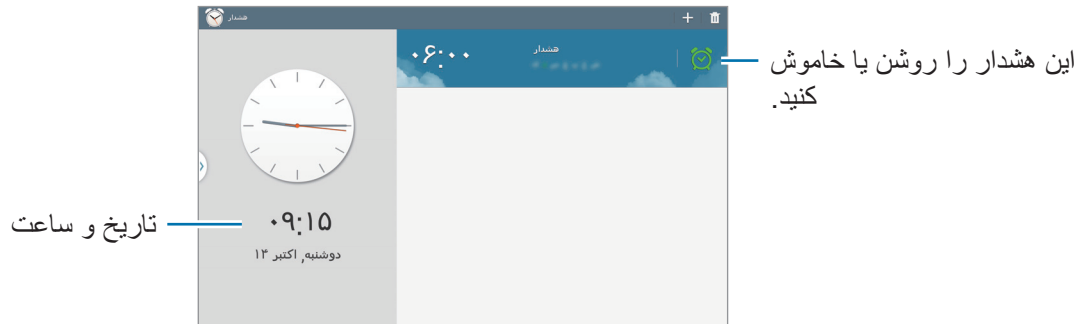 هشدار
۰۶:۰۰
هشدار
این هشدار را روشن یا خاموش
کنید.
۰۹:۱۵
تاریخ و ساعت
دوشنبه, اکتبر ۱۳